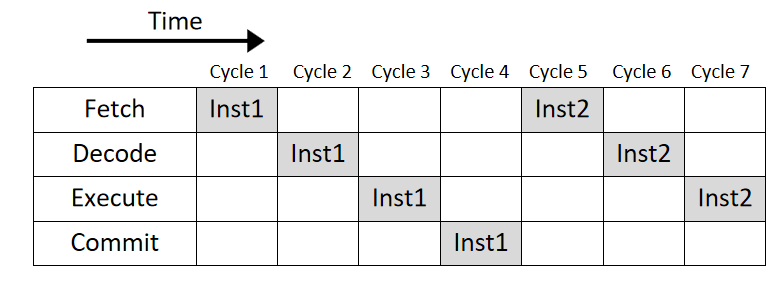 Time
Cycle 1 Cycle 2 Cycle 3 Cycle 4 Cycle 5 Cycle 6 Cycle 7
Fetch Inst1 Inst2
Decode Inst1 Inst2
Execute Inst1 Inst2
Commit Inst1